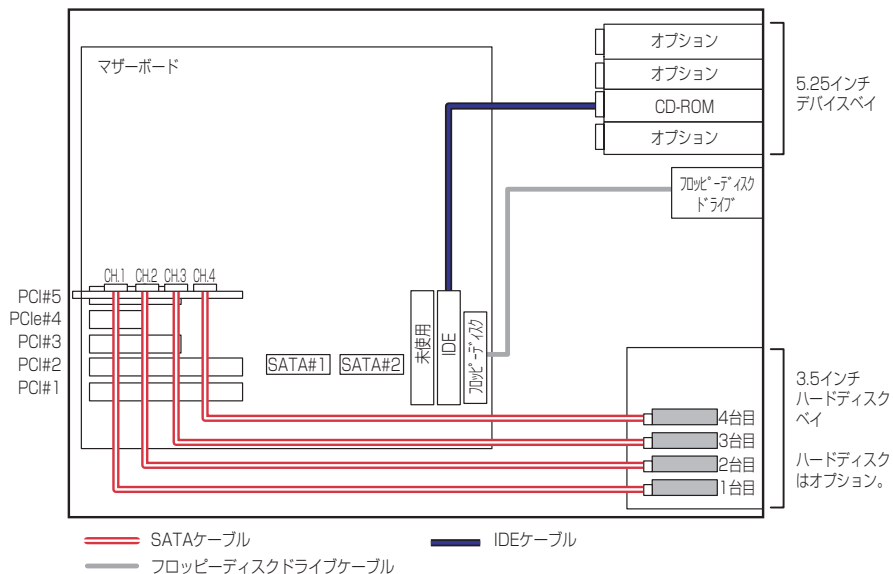 マザーボード
オプション
オプション
CD-ROM
オプション
5.25インチ
デバイスベイ
フロッピーディスク
ドライブ
CH.1 CH.2 CH.3 CH.4
PCI#5
PCIe#4
PCI#3
PCI#2
PCI#1
SATA#1 SATA#2
未使用
IDE
フロッピーディスク
4台目
3台目
2台目
1台目
3.5インチ
ハードディスク
ベイ
ハードディスク
はオプション。
SATAケーブル
IDEケーブル
フロッピーディスクドライブケーブル